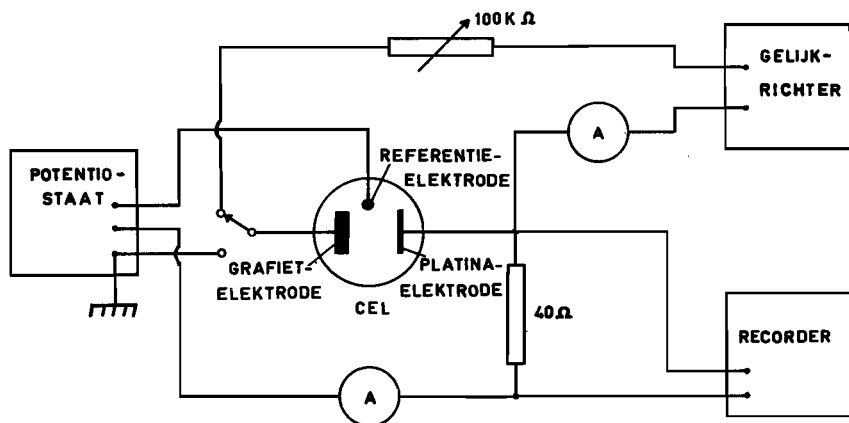 100K Ω
GELIJK-
RICHTER
A
REFERENTIE-
ELEKTRODE
POTENTIO-
STAAT
GRAFIET-
ELEKTRODE
PLATINA-
ELEKTRODE
CEL
40Ω
RECORDER
A